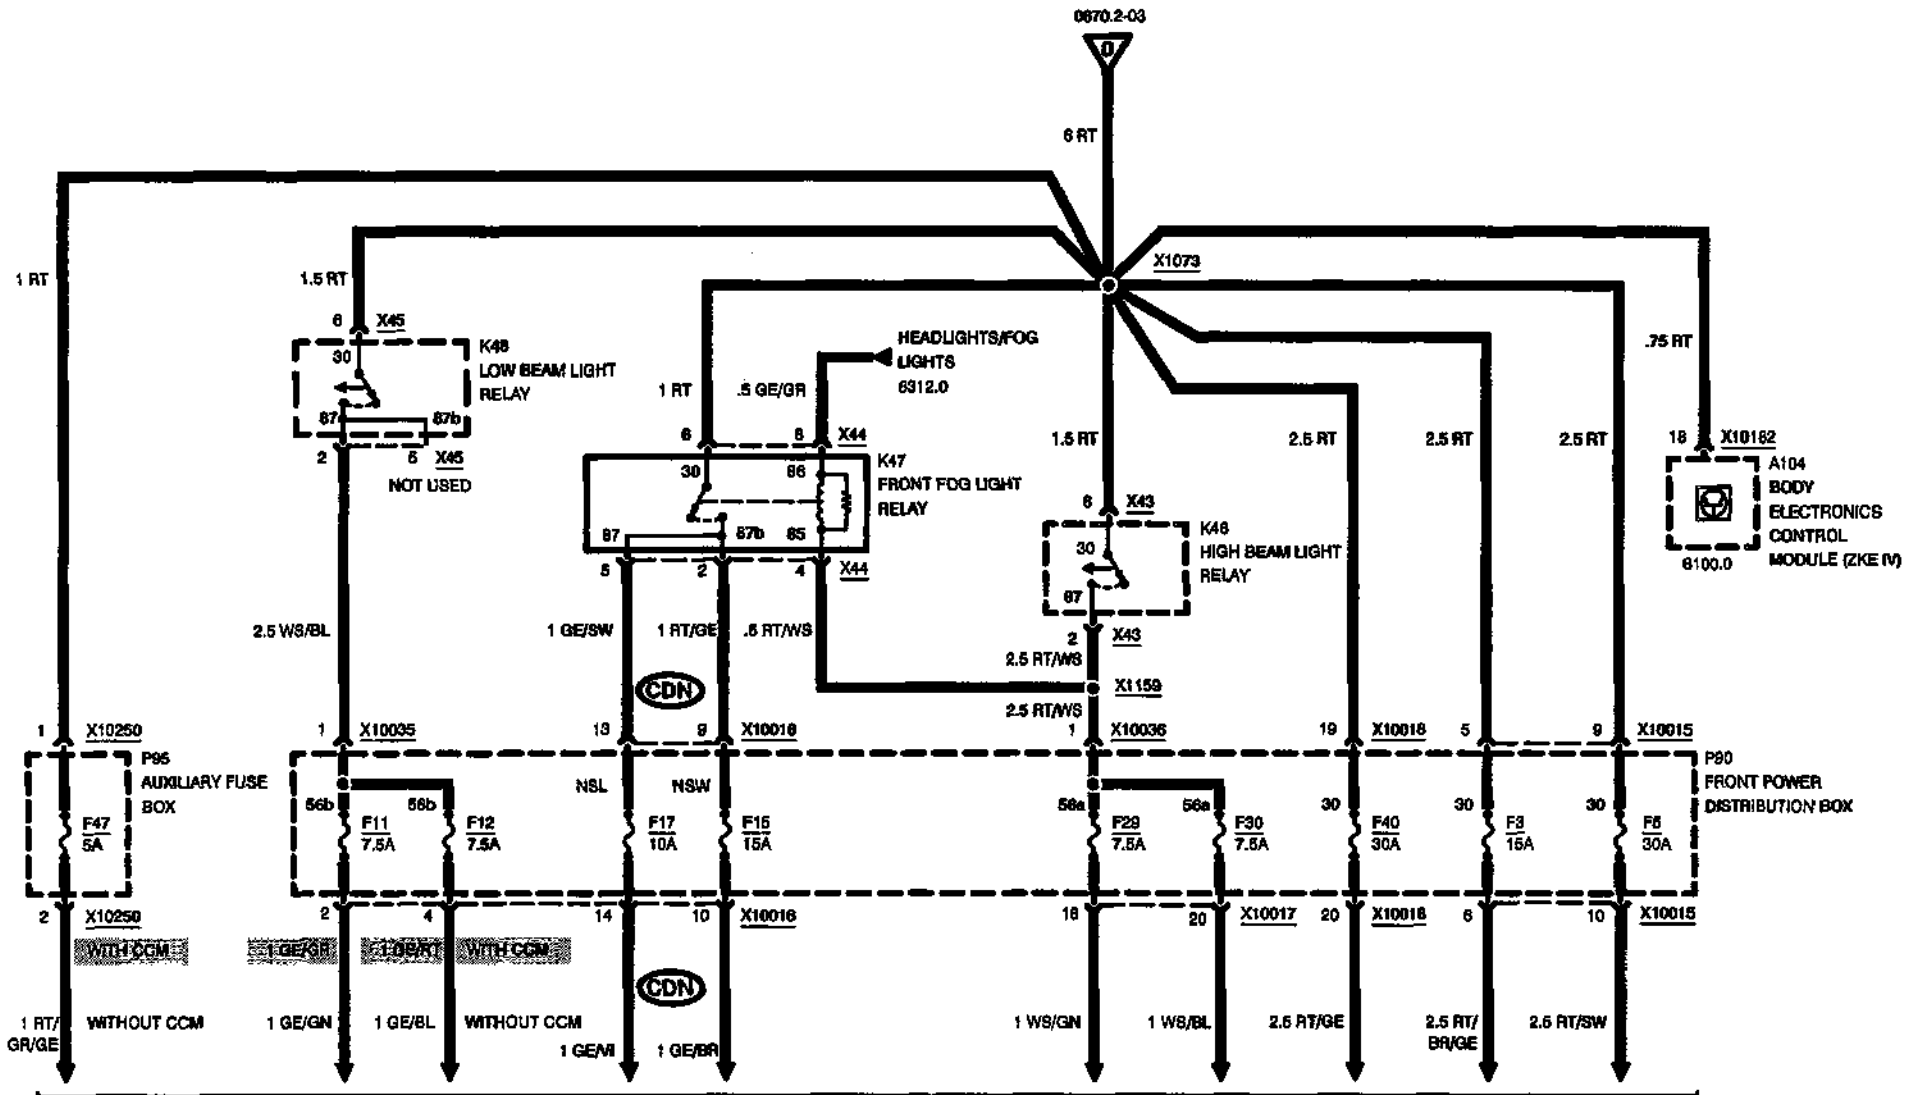 0670.2-03
D
6 RT
X1073
1 RT
1.5 RT
6 X45
30
K48
LOW BEAM LIGHT
RELAY
87 87b
2 6 X45
NOT USED
HEADLIGHTS/FOG
LIGHTS
6312.0
1 RT
.5 GE/GR
6 8 X44
30 86
K47
FRONT FOG LIGHT
RELAY
87 87b 85
5 2 4 X44
1.5 RT
6 X43
30
K46
HIGH BEAM LIGHT
RELAY
87
2 X43
2.5 RT
2.5 RT
2.5 RT
.75 RT
18 X10182
A104
BODY
ELECTRONICS
CONTROL
MODULE (ZKE IV)
6100.0
2.5 WS/BL
1 GE/SW
1 RT/GE
.5 RT/WS
2.5 RT/WS
CDN
X1159
2.5 RT/WS
1 X10250
1 X10035
13 9 X10016
1 X10036
19 X10018
5 9 X10015
P95
AUXILIARY FUSE
BOX
P90
FRONT POWER
DISTRIBUTION BOX
NSL NSW
56b 56b 56a 56a 30 30 30
F47
5A
F11
7.5A
F12
7.5A
F17
10A
F15
15A
F29
7.5A
F30
7.5A
F40
30A
F3
15A
F5
30A
2 X10250
2 4 14 10 X10016
18 20 X10017
20 X10018
6 10 X10015
WITH CCM
1 GE/GR
WITH CCM
CDN
1 RT/
GR/GE
WITHOUT CCM
1 GE/GN
1 GE/BL
WITHOUT CCM
1 GE/VI
1 GE/BR
1 WS/GN
1 WS/BL
2.5 RT/GE
2.5 RT/
BR/GE
2.5 RT/SW